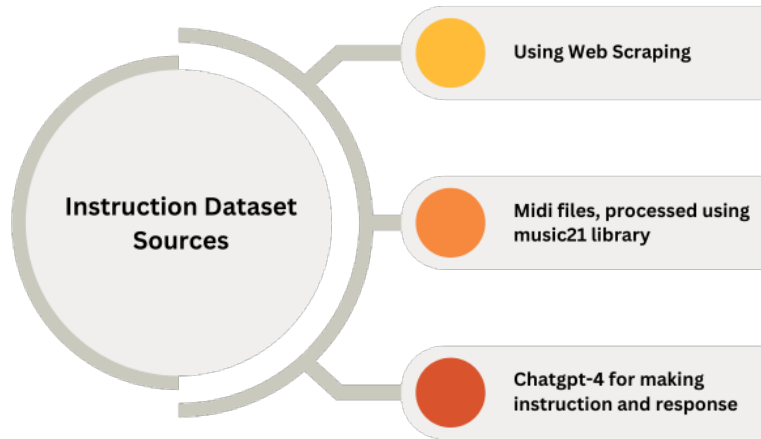 Instruction Dataset
Sources
Using Web Scraping
Midi files, processed using
music21 library
Chatgpt-4 for making
instruction and response